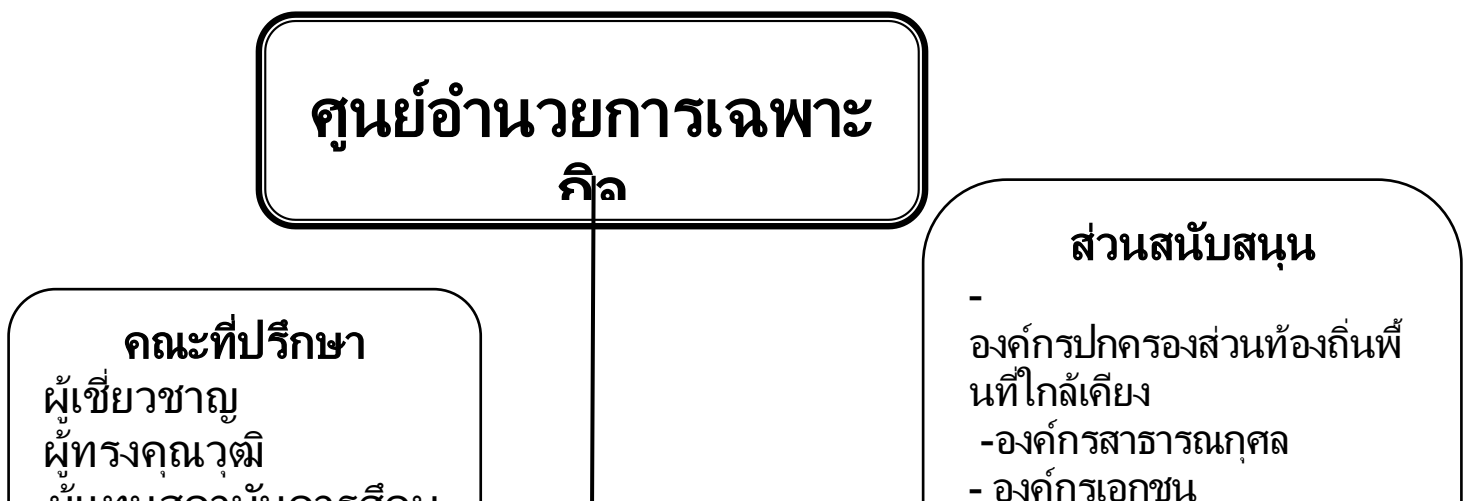 ศูนย์อำนวยการเฉพาะ
กิจ
ส่วนสนับสนุน
-
องค์กรปกครองส่วนท้องถิ่นพื้
นที่ใกล้เคียง
-องค์กรสาธารณกุศล
- องค์กรเอกชน
คณะที่ปรึกษา
ผู้เชี่ยวชาญ
ผู้ทรงคุณวุฒิ